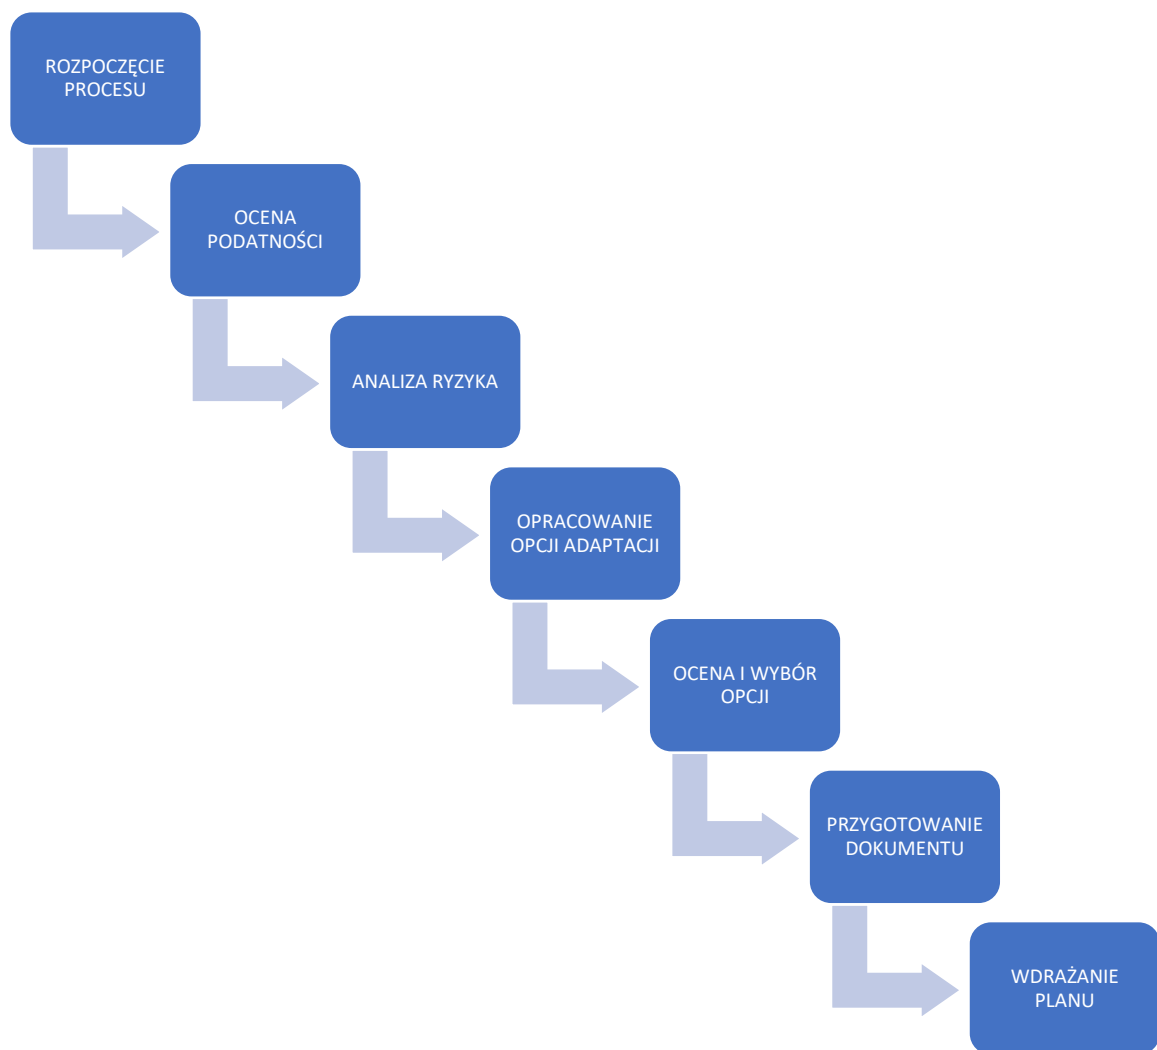 ROZPOCZĘCIE
PROCESU
OCENA
PODATNOŚCI
ANALIZA RYZYKA
OPRACOWANIE
OPCJI ADAPTACJI
OCENA I WYBÓR
OPCJI
PRZYGOTOWANIE
DOKUMENTU
WDRAŻANIE
PLANU